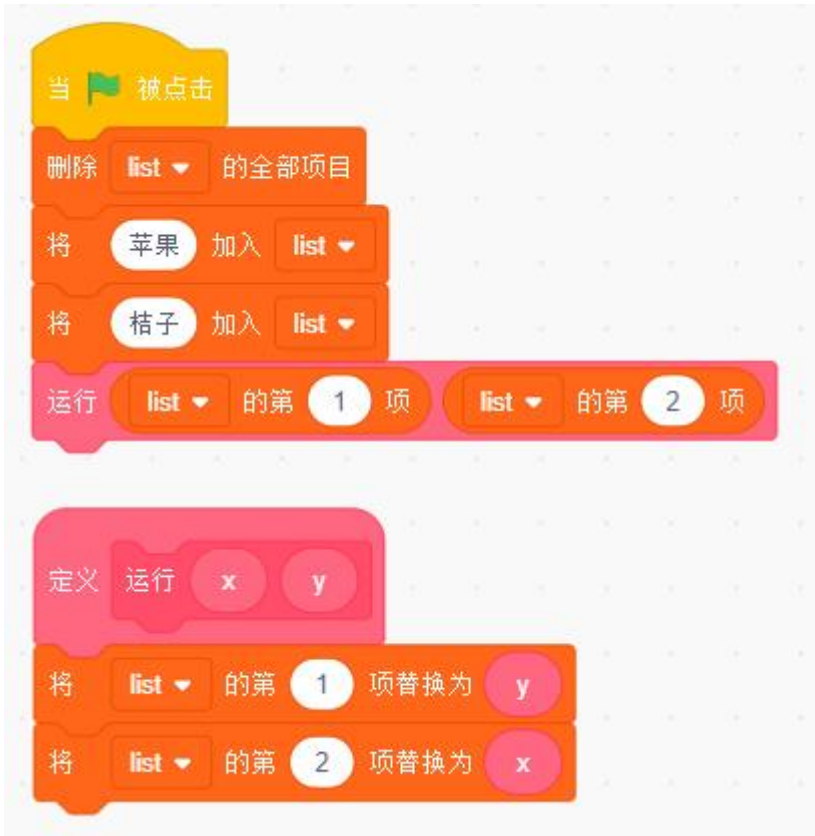 当 被点击
删除 list 的全部项目
将 苹果 加入 list
将 桔子 加入 list
运行 list 的第 1 项 list 的第 2 项
定义 运行 x y
将 list 的第 1 项替换为 y
将 list 的第 2 项替换为 x